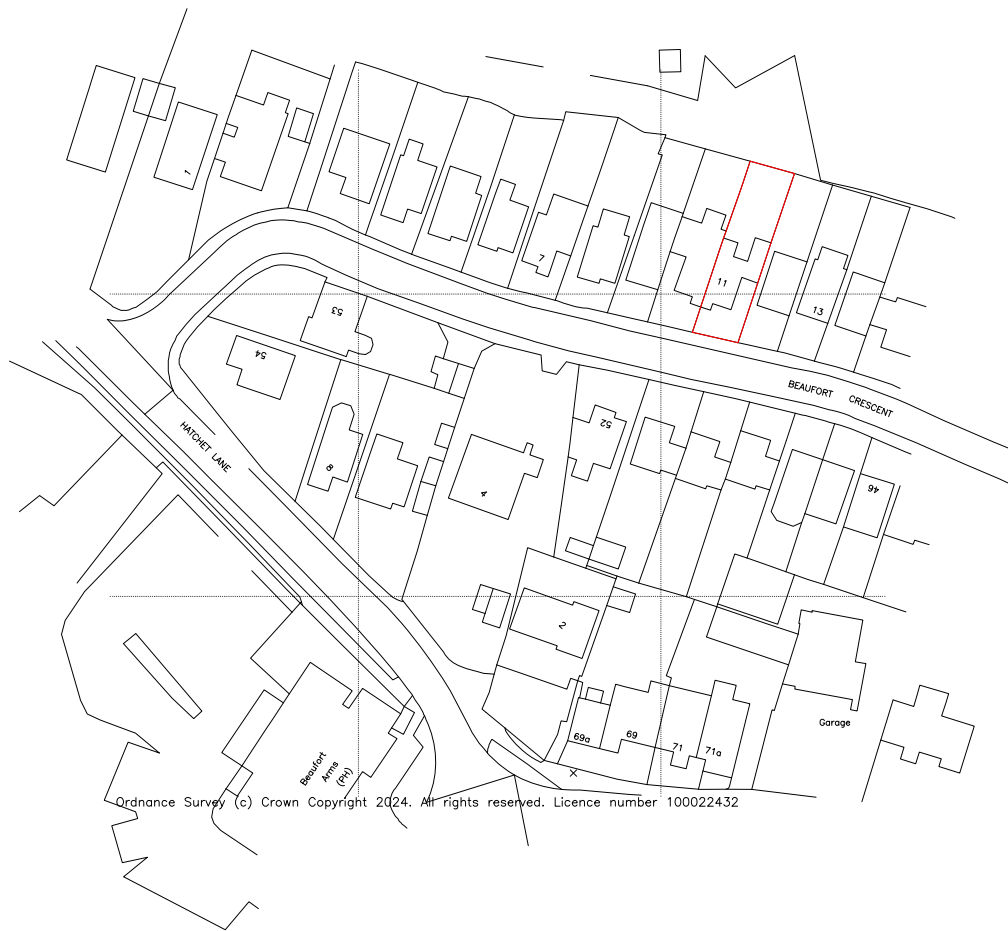 1
7
11
13
53
54
BEAUFORT CRESCENT
HATCHET LANE
52
8
4
46
2
69a
69
71
71a
Garage
Beaufort
Arms
(PH)
Ordnance Survey (c) Crown Copyright 2024. All rights reserved. Licence number 100022432